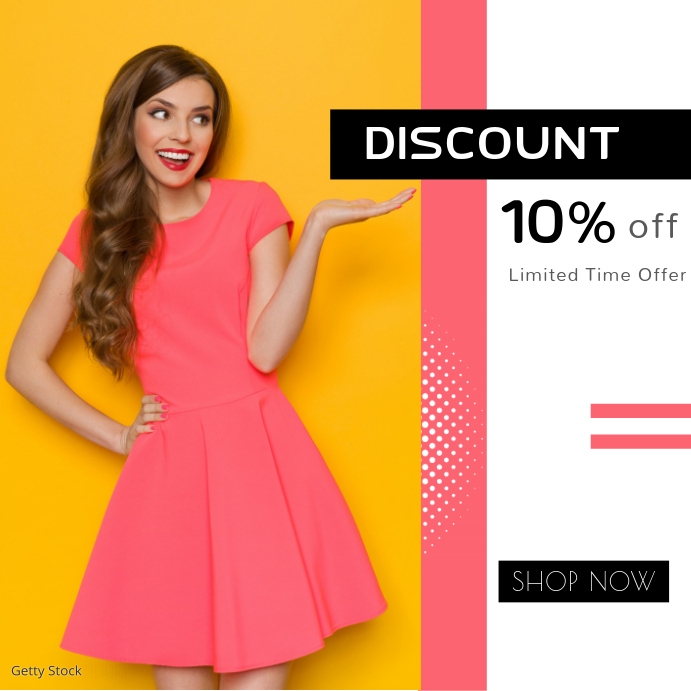 DISCOUNT
10% off
Limited Time Offer
SHOP NOW
Getty Stock